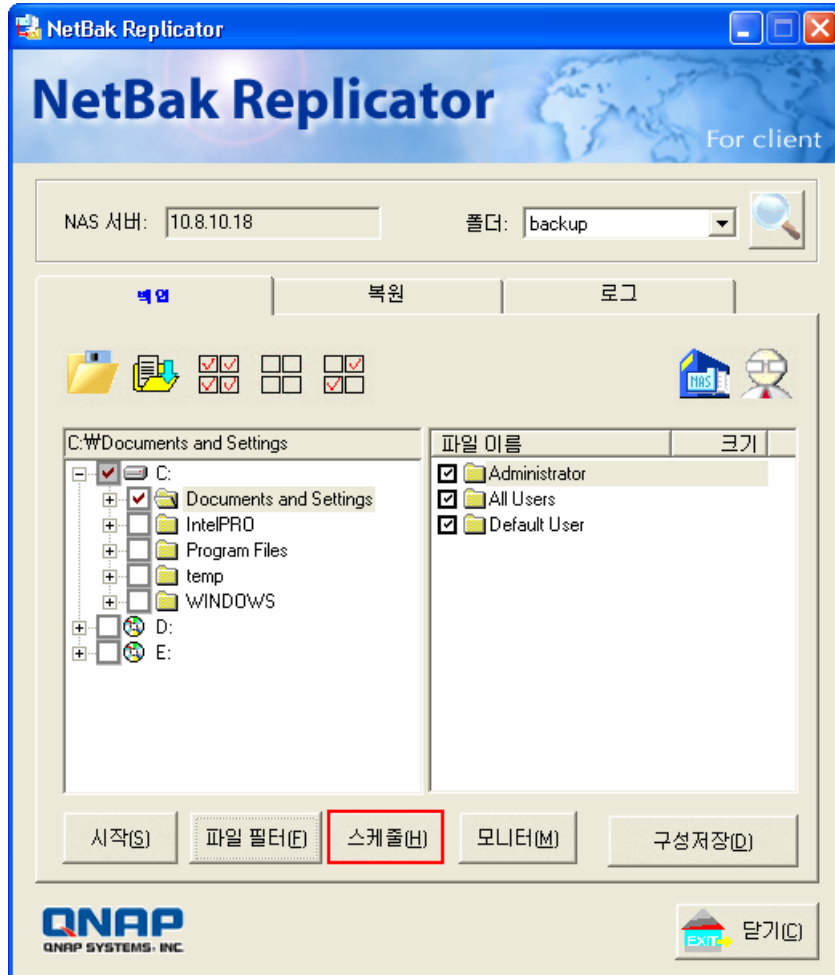 NetBak Replicator
NetBak Replicator
For client
NAS 서버: 10.8.10.18 폴더: backup
백업 복원 로그
NAS
C:₩Documents and Settings
파일 이름 크기
C:
Documents and Settings
IntelPRO
Program Files
temp
WINDOWS
D:
E:
Administrator
All Users
Default User
시작(S) 파일 필터(F) 스케줄(H) 모니터(M) 구성저장(D)
QNAP
QNAP SYSTEMS, INC.
EXIT 닫기(C)